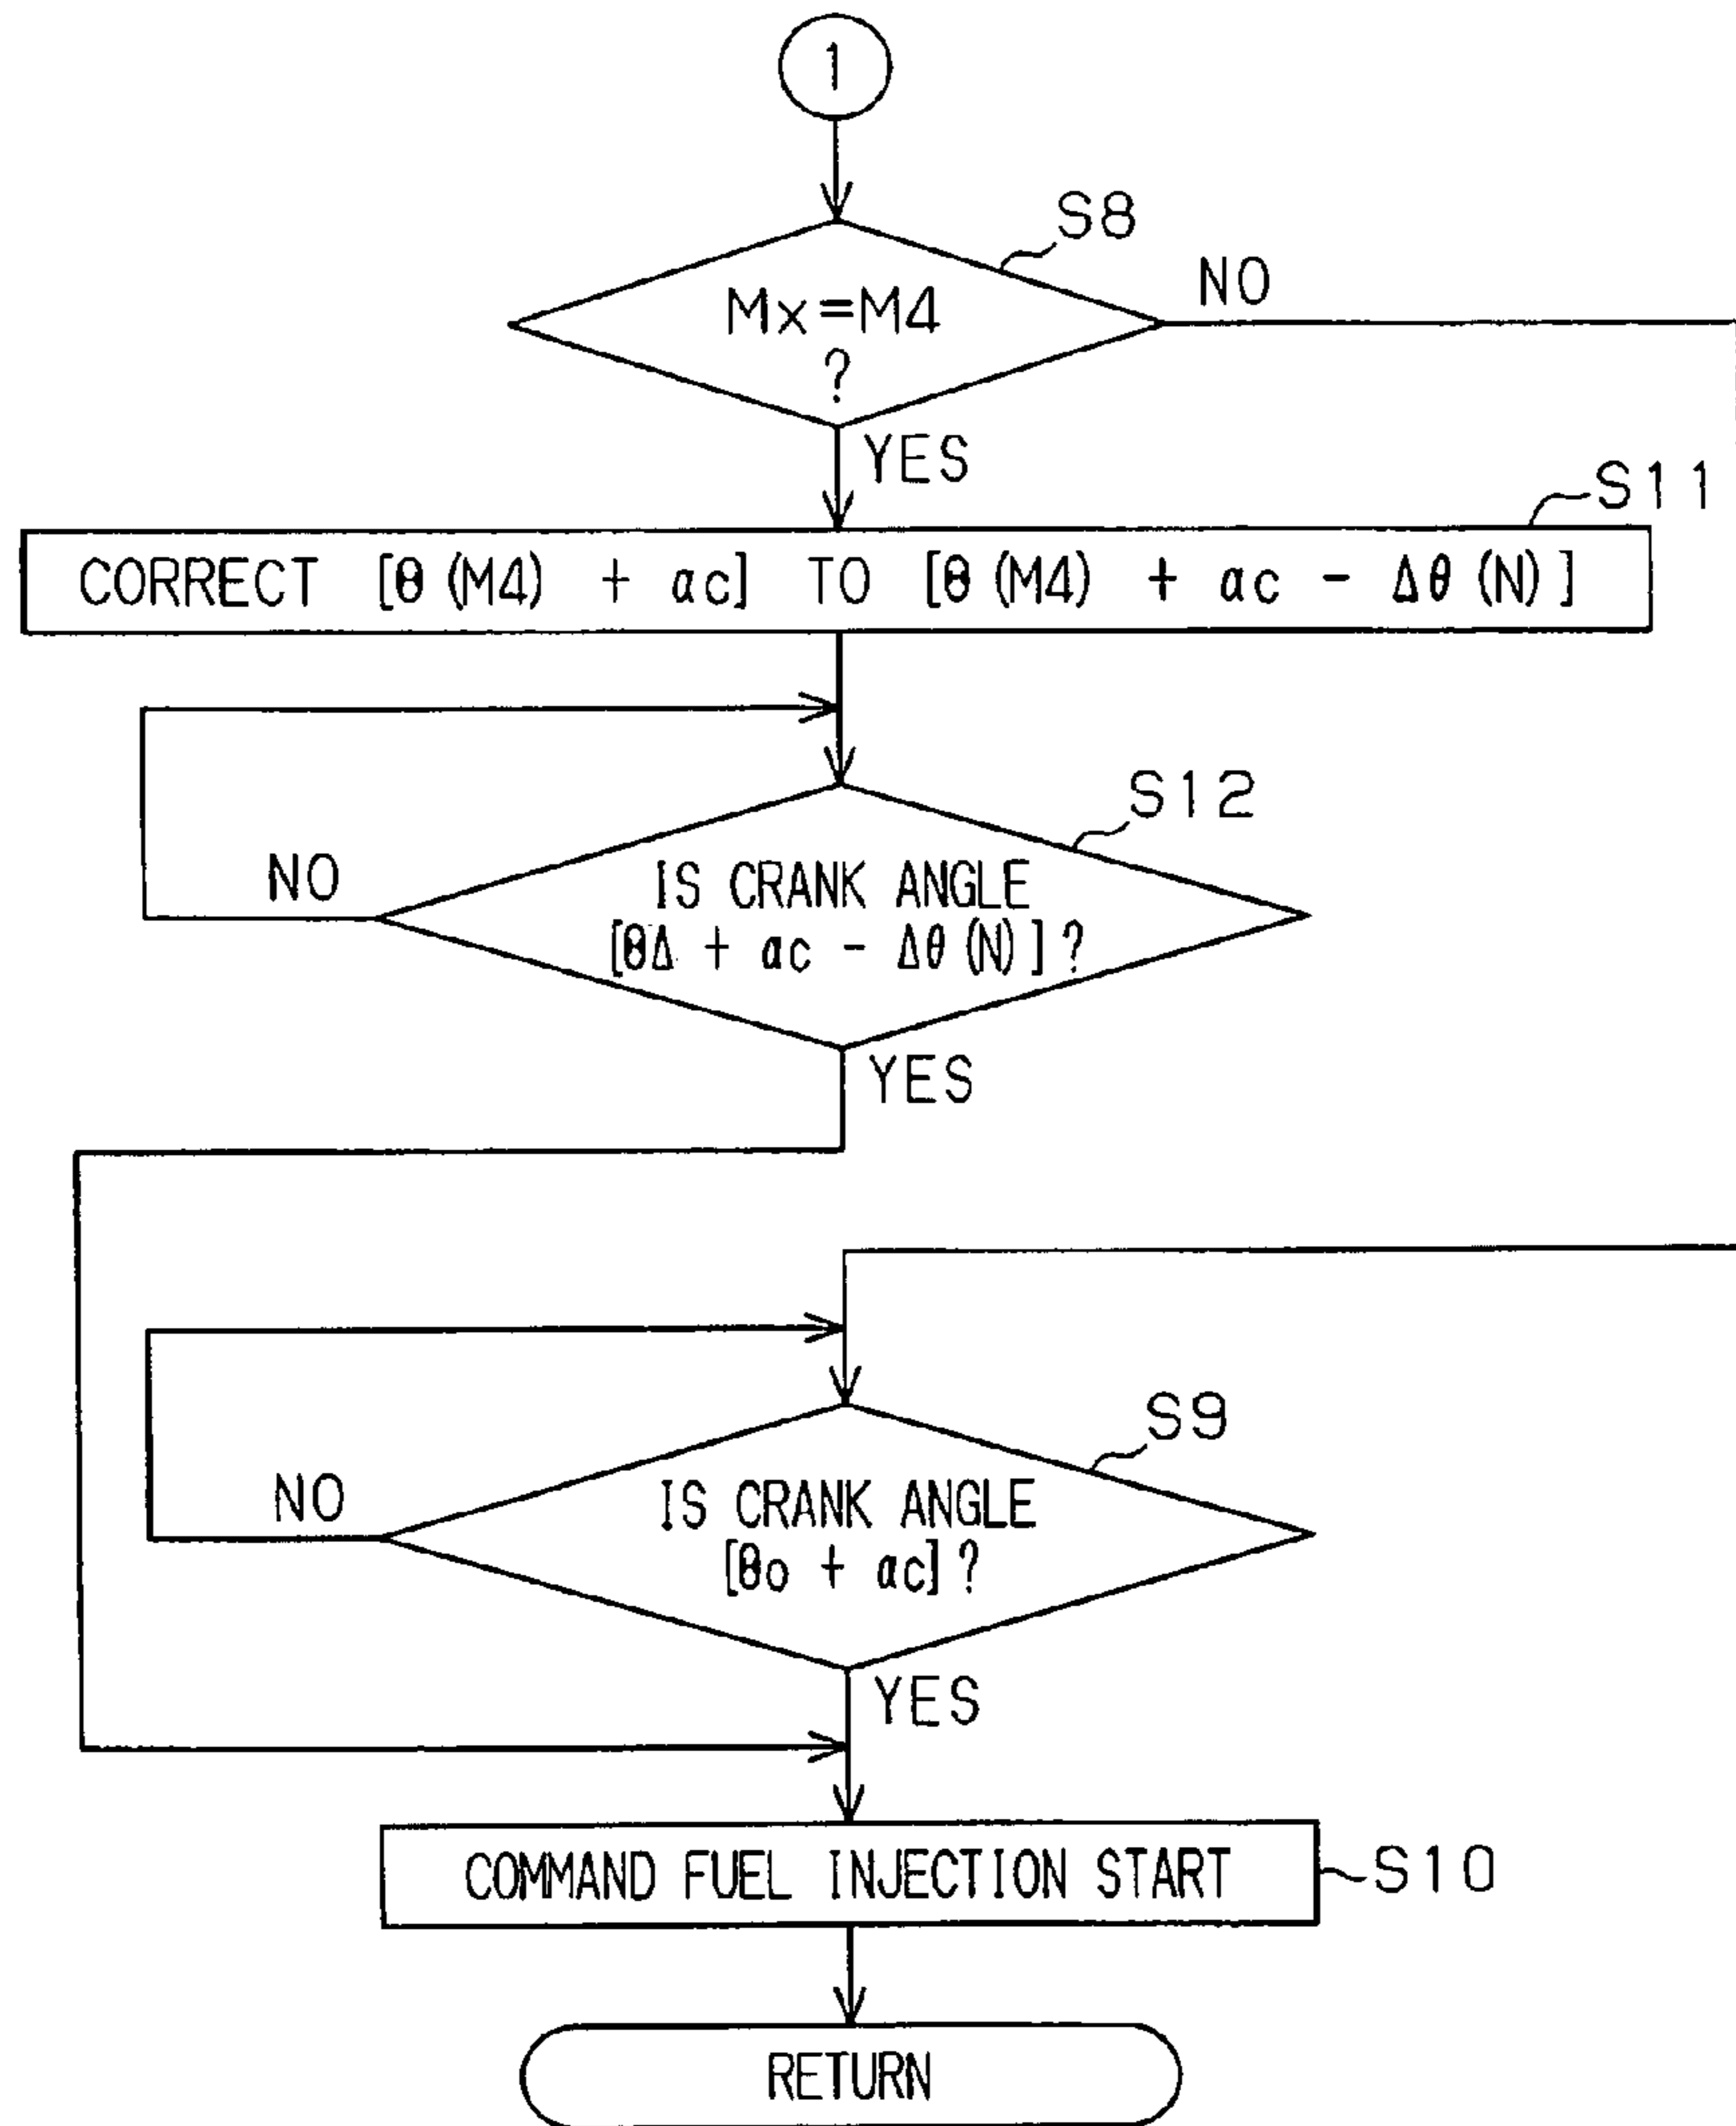 1
S8
Mx=M4
?
NO
YES
S11
CORRECT [θ(M4) + αc] TO [θ(M4) + αc - Δθ(N)]
S12
IS CRANK ANGLE
[θΔ + αc - Δθ(N)]?
NO
YES
S9
IS CRANK ANGLE
[θo + αc]?
NO
YES
COMMAND FUEL INJECTION START
S10
RETURN